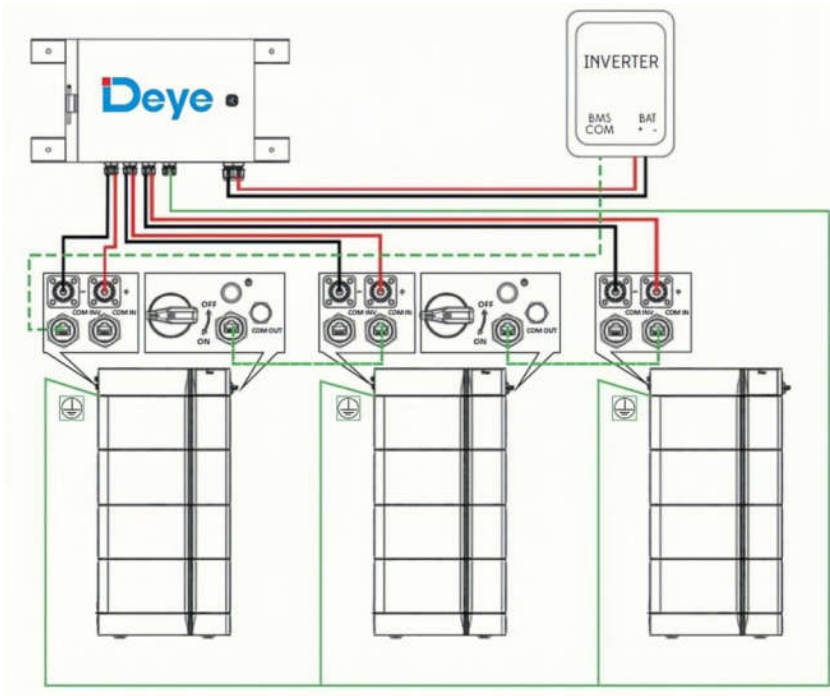 Deye
INVERTER
BMS BAT
COM + -
- +
COM INV COM IN
OFF
ON
COM OUT
- +
COM INV COM IN
OFF
ON
COM OUT
- +
COM INV COM IN